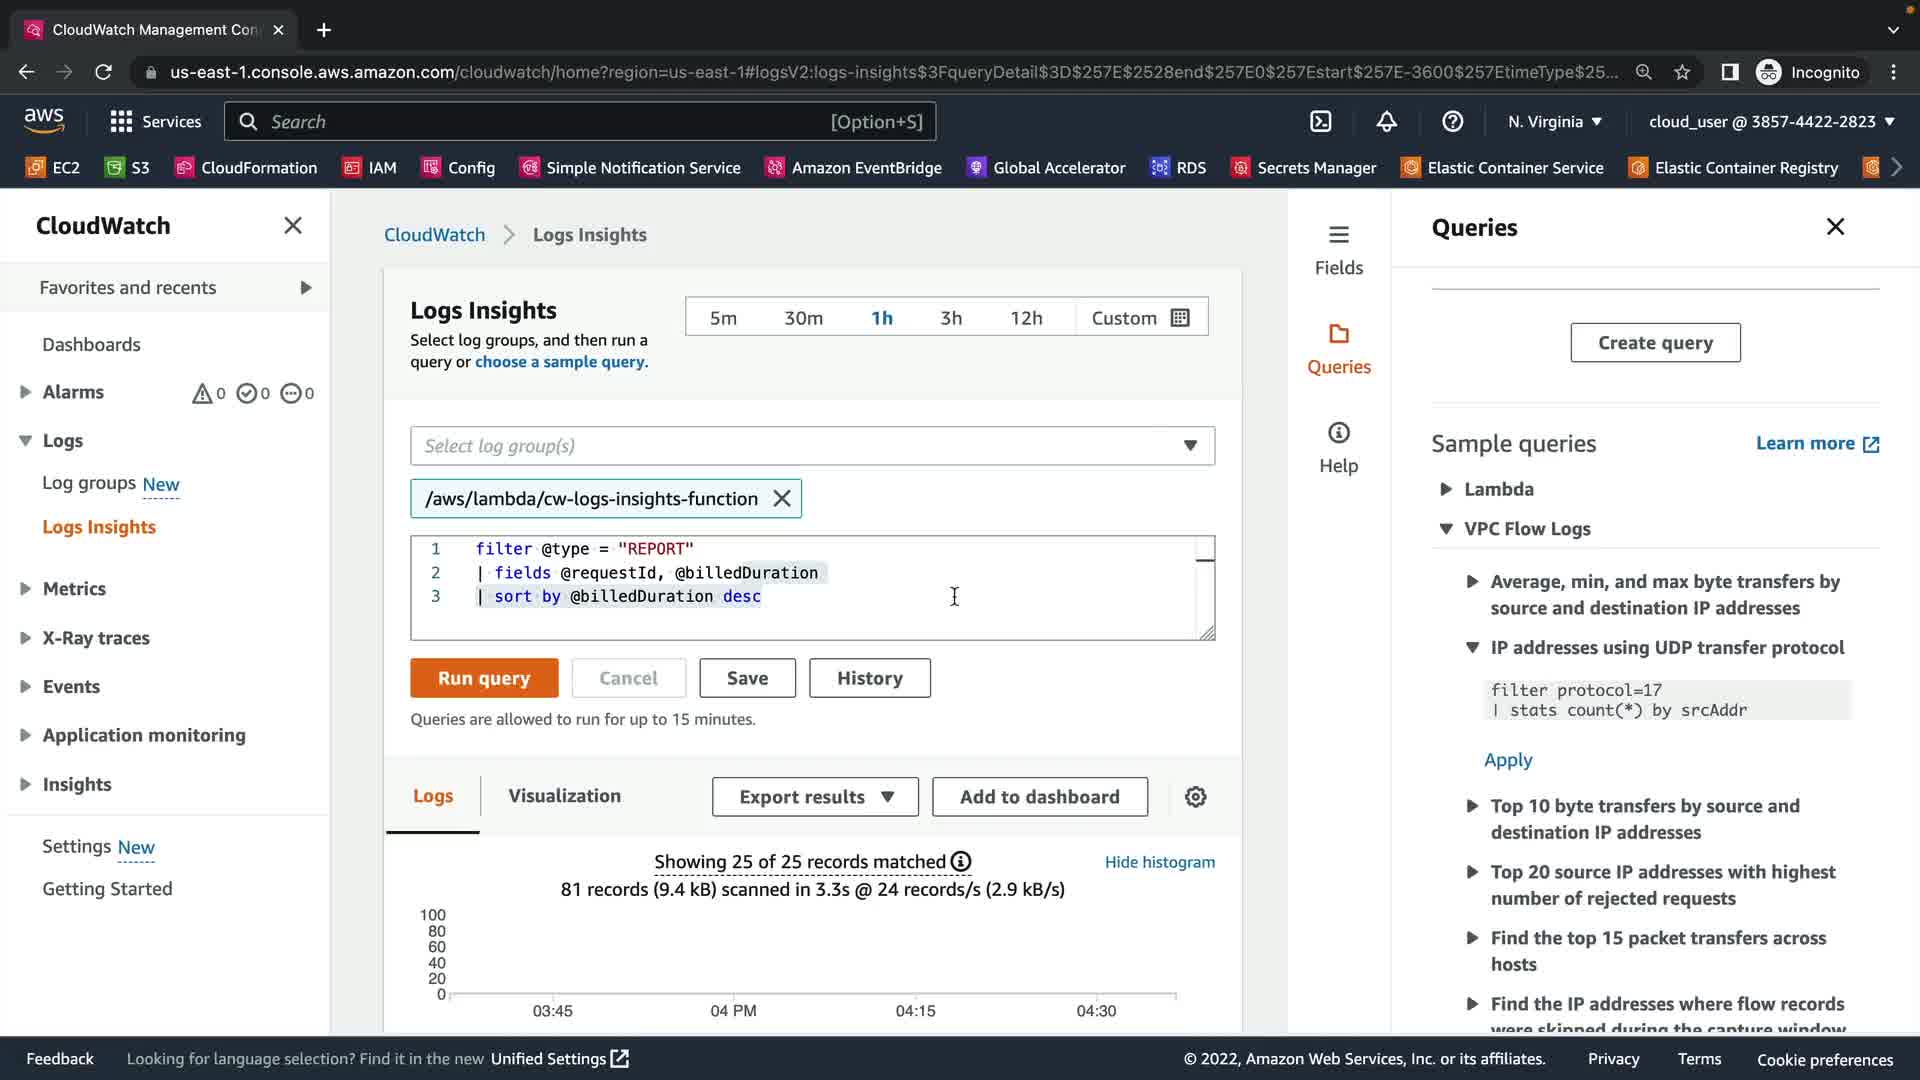 CloudWatch Management Con
us-east-1.console.aws.amazon.com/cloudwatch/home?region=us-east-1#logsV2:logs-insights$3FqueryDetail$3D$257E$2528end$257E0$257Estart$257E-3600$257EtimeType$25...
Incognito
aws
Services
Search
[Option+S]
N. Virginia
cloud_user @ 3857-4422-2823
EC2
S3
CloudFormation
IAM
Config
Simple Notification Service
Amazon EventBridge
Global Accelerator
RDS
Secrets Manager
Elastic Container Service
Elastic Container Registry
CloudWatch
Favorites and recents
Dashboards
Alarms
0
0
0
Logs
Log groups New
Logs Insights
Metrics
X-Ray traces
Events
Application monitoring
Insights
Settings New
Getting Started
CloudWatch
Logs Insights
Logs Insights
Select log groups, and then run a
query or choose a sample query.
5m
30m
1h
3h
12h
Custom
Select log group(s)
/aws/lambda/cw-logs-insights-function
1 filter @type = "REPORT"
2 | fields @requestId, @billedDuration
3 | sort by @billedDuration desc
Run query
Cancel
Save
History
Queries are allowed to run for up to 15 minutes.
Logs
Visualization
Export results
Add to dashboard
Showing 25 of 25 records matched
Hide histogram
81 records (9.4 kB) scanned in 3.3s @ 24 records/s (2.9 kB/s)
100
80
60
40
20
0
03:45
04 PM
04:15
04:30
Fields
Queries
Help
Queries
Create query
Sample queries
Learn more
Lambda
VPC Flow Logs
Average, min, and max byte transfers by
source and destination IP addresses
IP addresses using UDP transfer protocol
filter protocol=17
| stats count(*) by srcAddr
Apply
Top 10 byte transfers by source and
destination IP addresses
Top 20 source IP addresses with highest
number of rejected requests
Find the top 15 packet transfers across
hosts
Find the IP addresses where flow records
were skipped during the capture window
Feedback
Looking for language selection? Find it in the new Unified Settings
© 2022, Amazon Web Services, Inc. or its affiliates.
Privacy
Terms
Cookie preferences